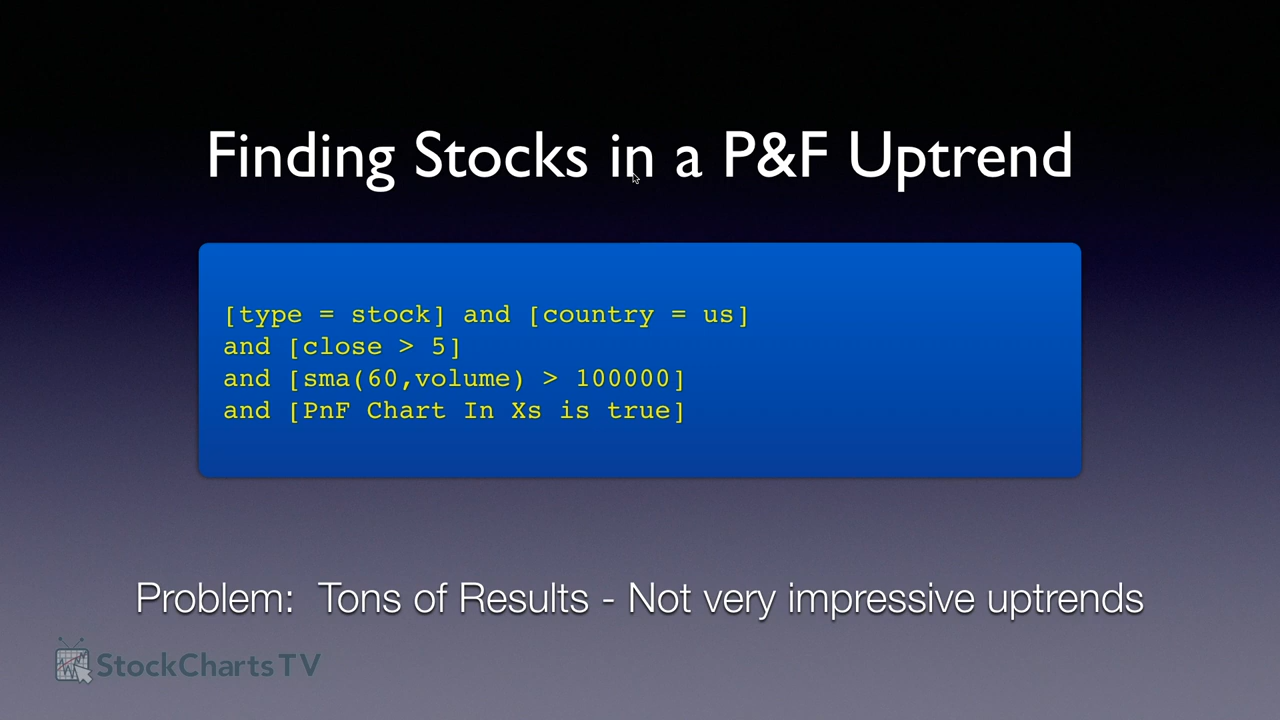 Finding Stocks in a P&F Uptrend
[type = stock] and [country = us]
and [close > 5]
and [sma(60,volume) > 100000]
and [PnF Chart In Xs is true]
Problem:  Tons of Results - Not very impressive uptrends
StockCharts TV